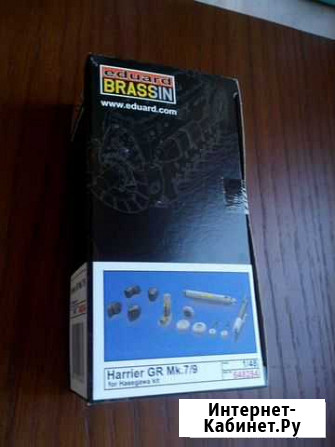 eduard
BRASSIN
www.eduard.com
Harrier GR Mk.7/9
for Hasegawa kit
1/48
Интернет-
Кабинет.Ру